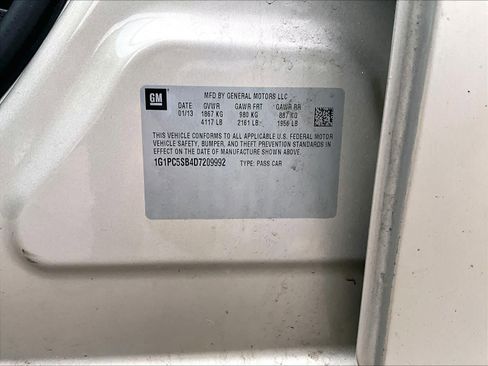 GM
MFD BY GENERAL MOTORS LLC
DATE GVWR GAWR FRT GAWR RR
01/13 1867 KG 980 KG 887 KG
4117 LB 2161 LB 1956 LB
THIS VEHICLE CONFORMS TO ALL APPLICABLE U.S. FEDERAL MOTOR
VEHICLE SAFETY, BUMPER, AND THEFT PREVENTION STANDARDS IN
EFFECT ON THE DATE OF MANUFACTURE SHOWN ABOVE.
1G1PC5SB4D7209992 TYPE: PASS CAR